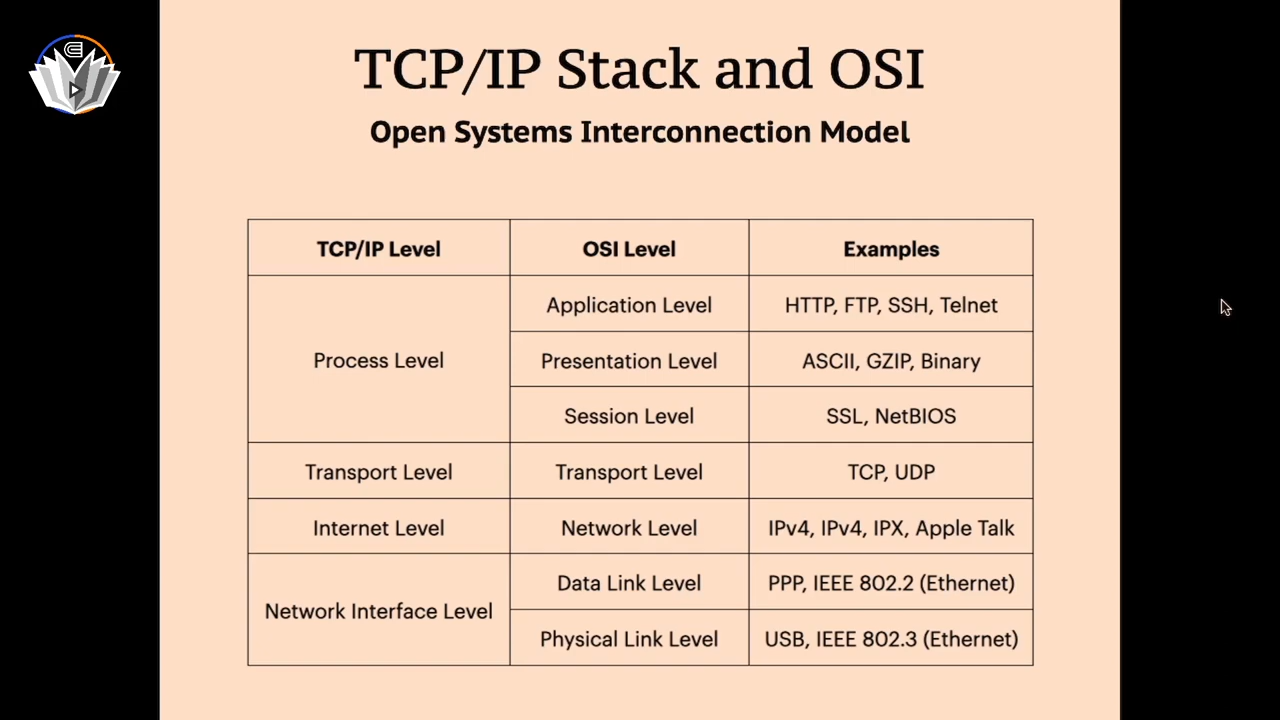 TCP/IP Stack and OSI
Open Systems Interconnection Model
TCP/IP Level OSI Level Examples
Process Level
Application Level HTTP, FTP, SSH, Telnet
Presentation Level ASCII, GZIP, Binary
Session Level SSL, NetBIOS
Transport Level Transport Level TCP, UDP
Internet Level Network Level IPv4, IPv4, IPX, Apple Talk
Network Interface Level
Data Link Level PPP, IEEE 802.2 (Ethernet)
Physical Link Level USB, IEEE 802.3 (Ethernet)